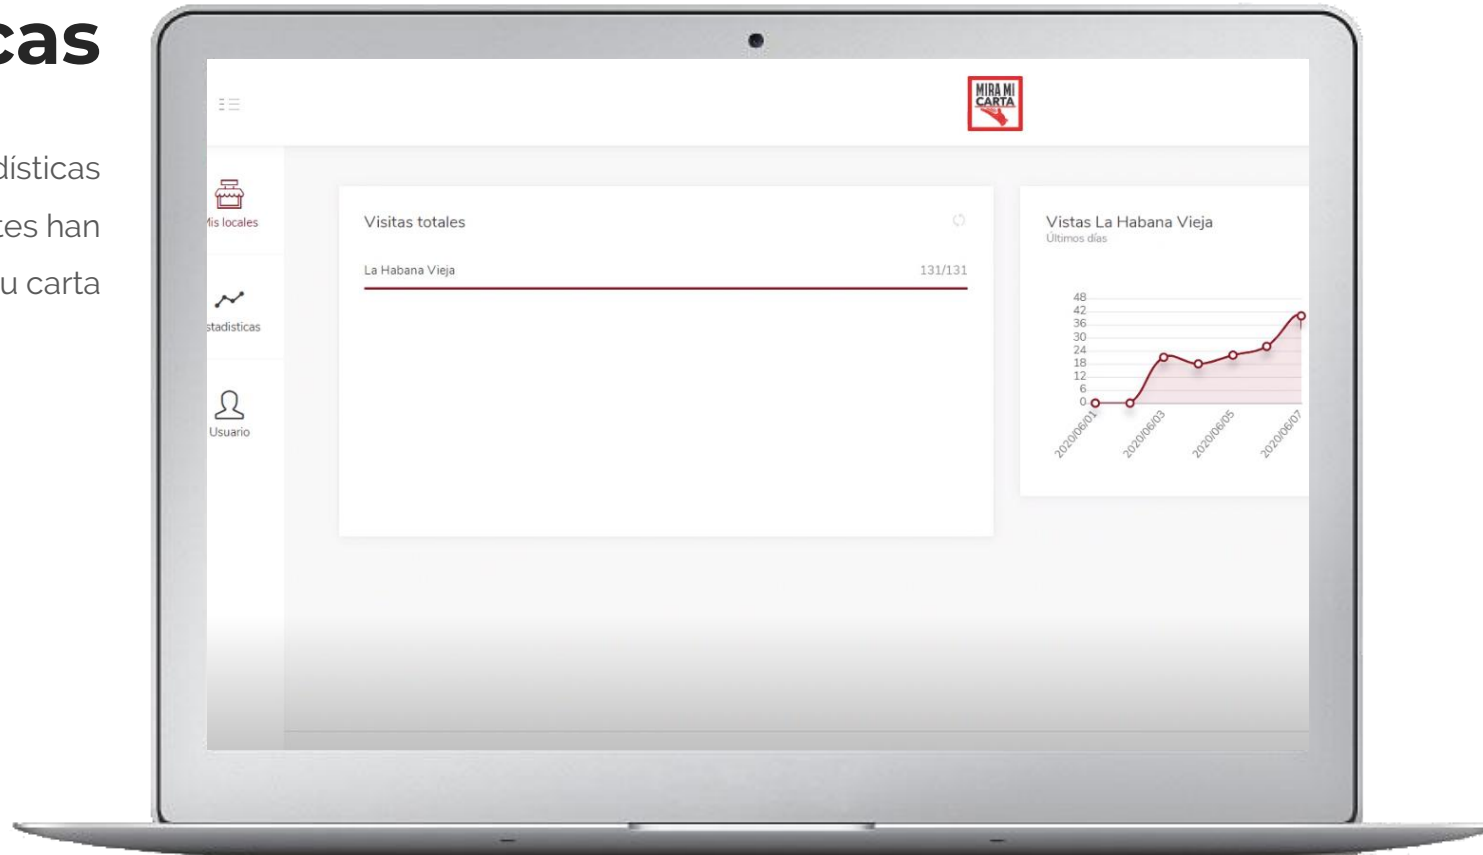 cas
dísticas
tes han
u carta
MIRA MI
CARTA
Mis locales
stadisticas
Usuario
Visitas totales
La Habana Vieja 131/131
Vistas La Habana Vieja
Últimos días
48
42
36
30
24
18
12
6
0
2020/06/01 2020/06/03 2020/06/05 2020/06/07